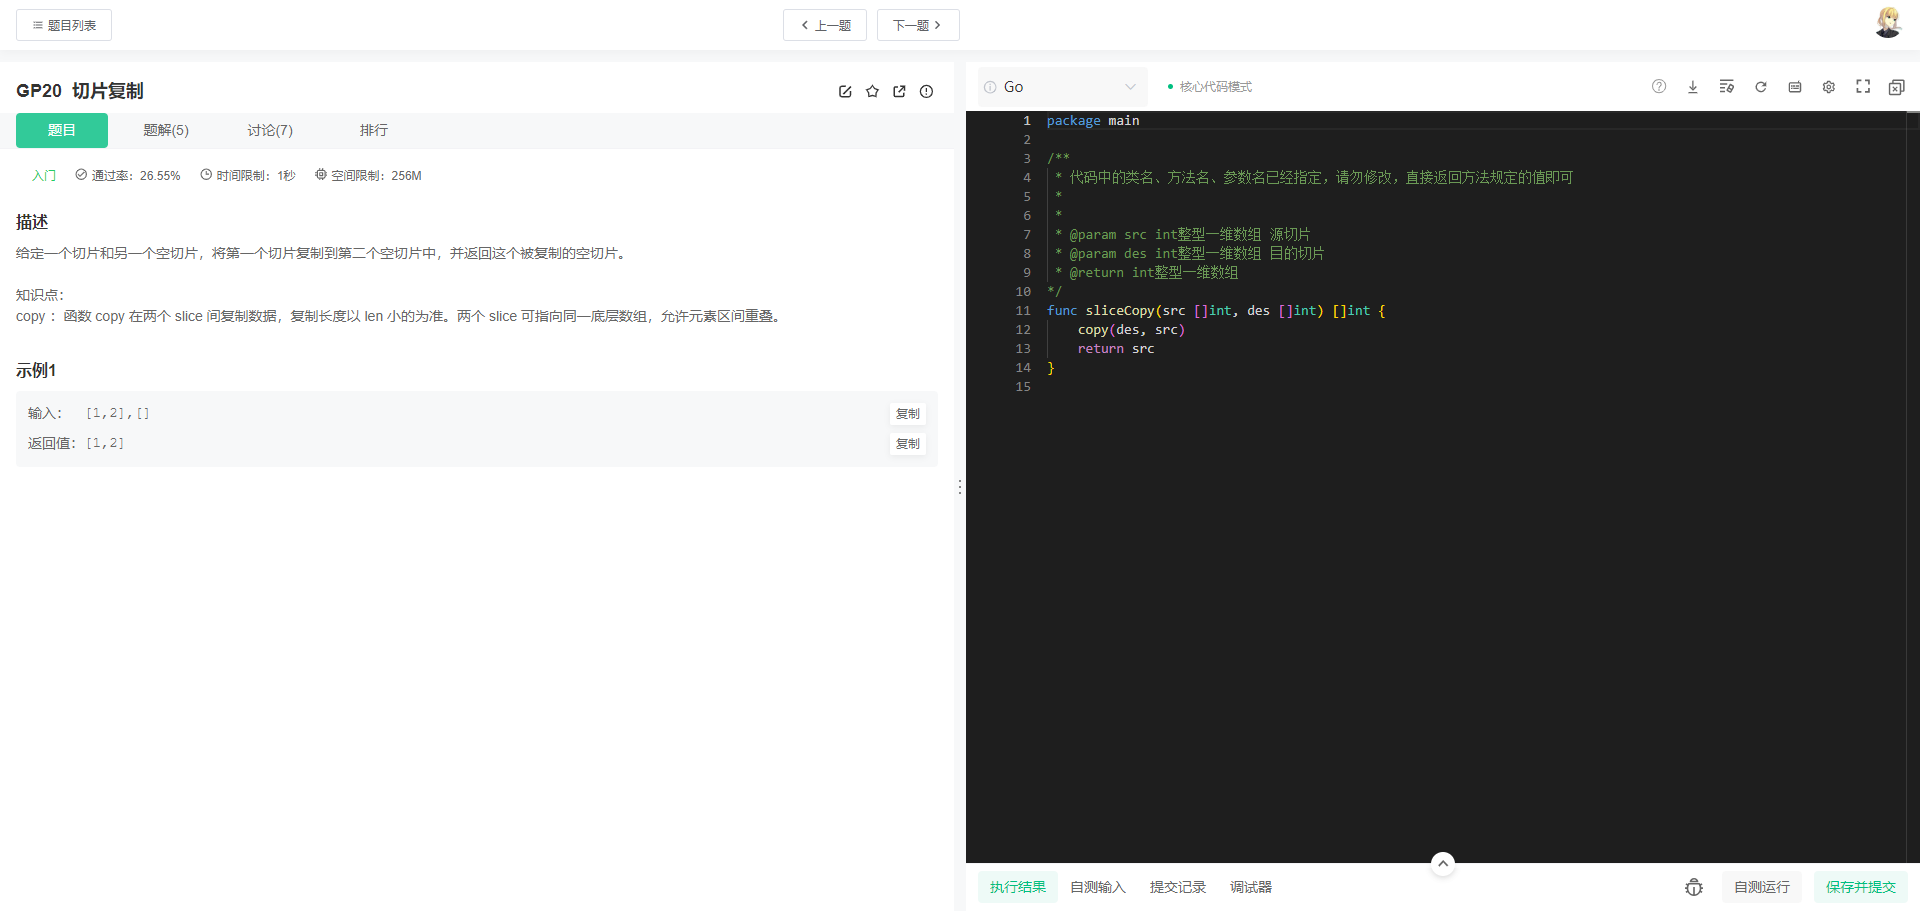 题目列表
上一题
下一题
GP20 切片复制
题目 题解(5) 讨论(7) 排行
入门 通过率：26.55% 时间限制：1秒 空间限制：256M
描述
给定一个切片和另一个空切片，将第一个切片复制到第二个空切片中，并返回这个被复制的空切片。
知识点：
copy ：函数 copy 在两个 slice 间复制数据，复制长度以 len 小的为准。两个 slice 可指向同一底层数组，允许元素区间重叠。
示例1
输入： [1,2],[] 复制
返回值：[1,2] 复制
Go 核心代码模式
1 package main
2
3 /**
4  * 代码中的类名、方法名、参数名已经指定，请勿修改，直接返回方法规定的值即可
5  *
6  *
7  * @param src int整型一维数组 源切片
8  * @param des int整型一维数组 目的切片
9  * @return int整型一维数组
10 */
11 func sliceCopy(src []int, des []int) []int {
12     copy(des, src)
13     return src
14 }
15
执行结果 自测输入 提交记录 调试器 自测运行 保存并提交